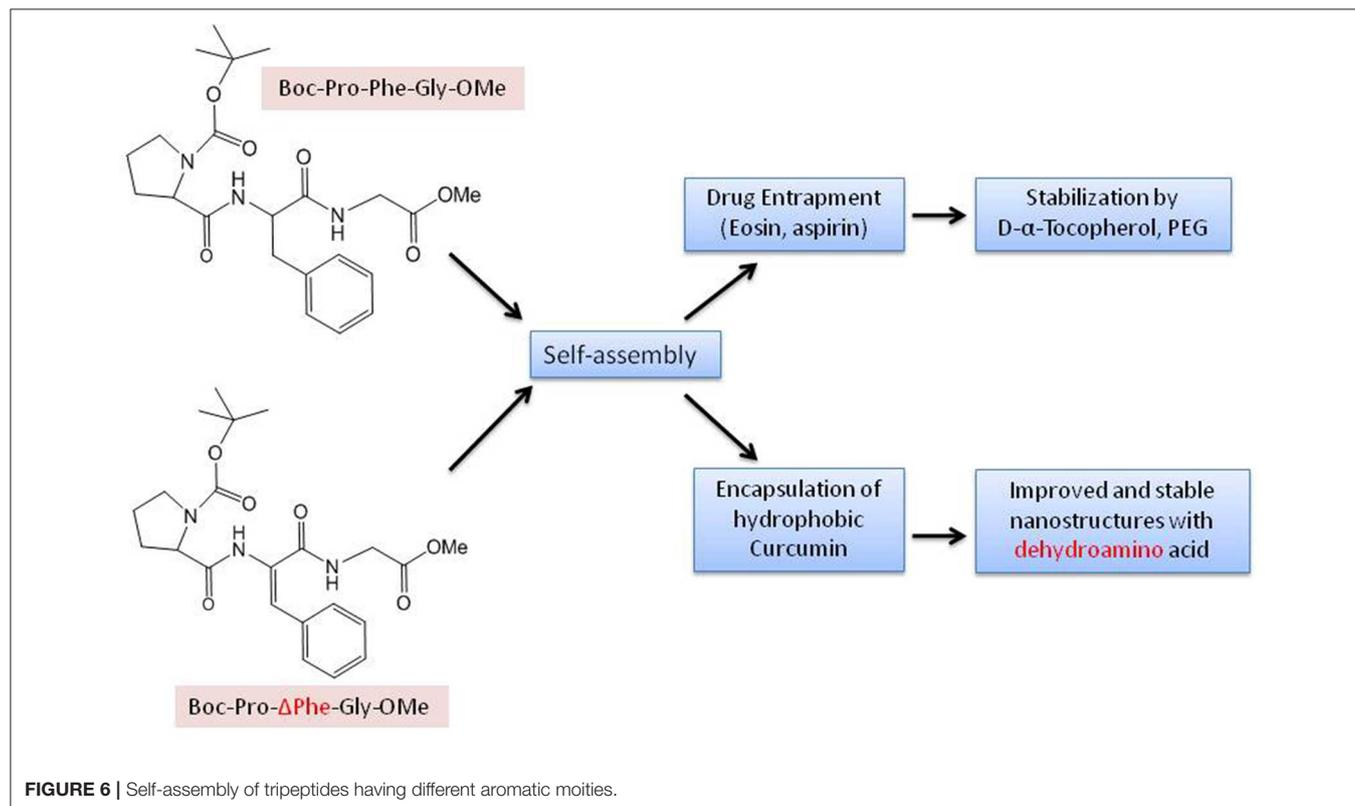 Boc-Pro-Phe-Gly-OMe
O
O
N
H
N
O
O
N
H
O
OMe
O
Drug Entrapment
(Eosin, aspirin)
Stabilization by
D-α-Tocopherol, PEG
Self-assembly
O
O
N
H
N
O
O
N
H
O
OMe
O
Encapsulation of
hydrophobic
Curcumin
Improved and stable
nanostructures with
dehydroamino acid
Boc-Pro-ΔPhe-Gly-OMe
FIGURE 6 | Self-assembly of tripeptides having different aromatic moities.